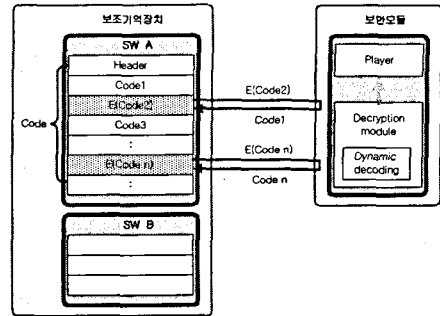 보조기억장치
SW A
Header
Code1
E(Code2)
Code3
:
E(Code n)
:
Code
SW B
E(Code2)
Code1
E(Code n)
Code n
보안모듈
Player
Decryption
module
Dynamic
decoding